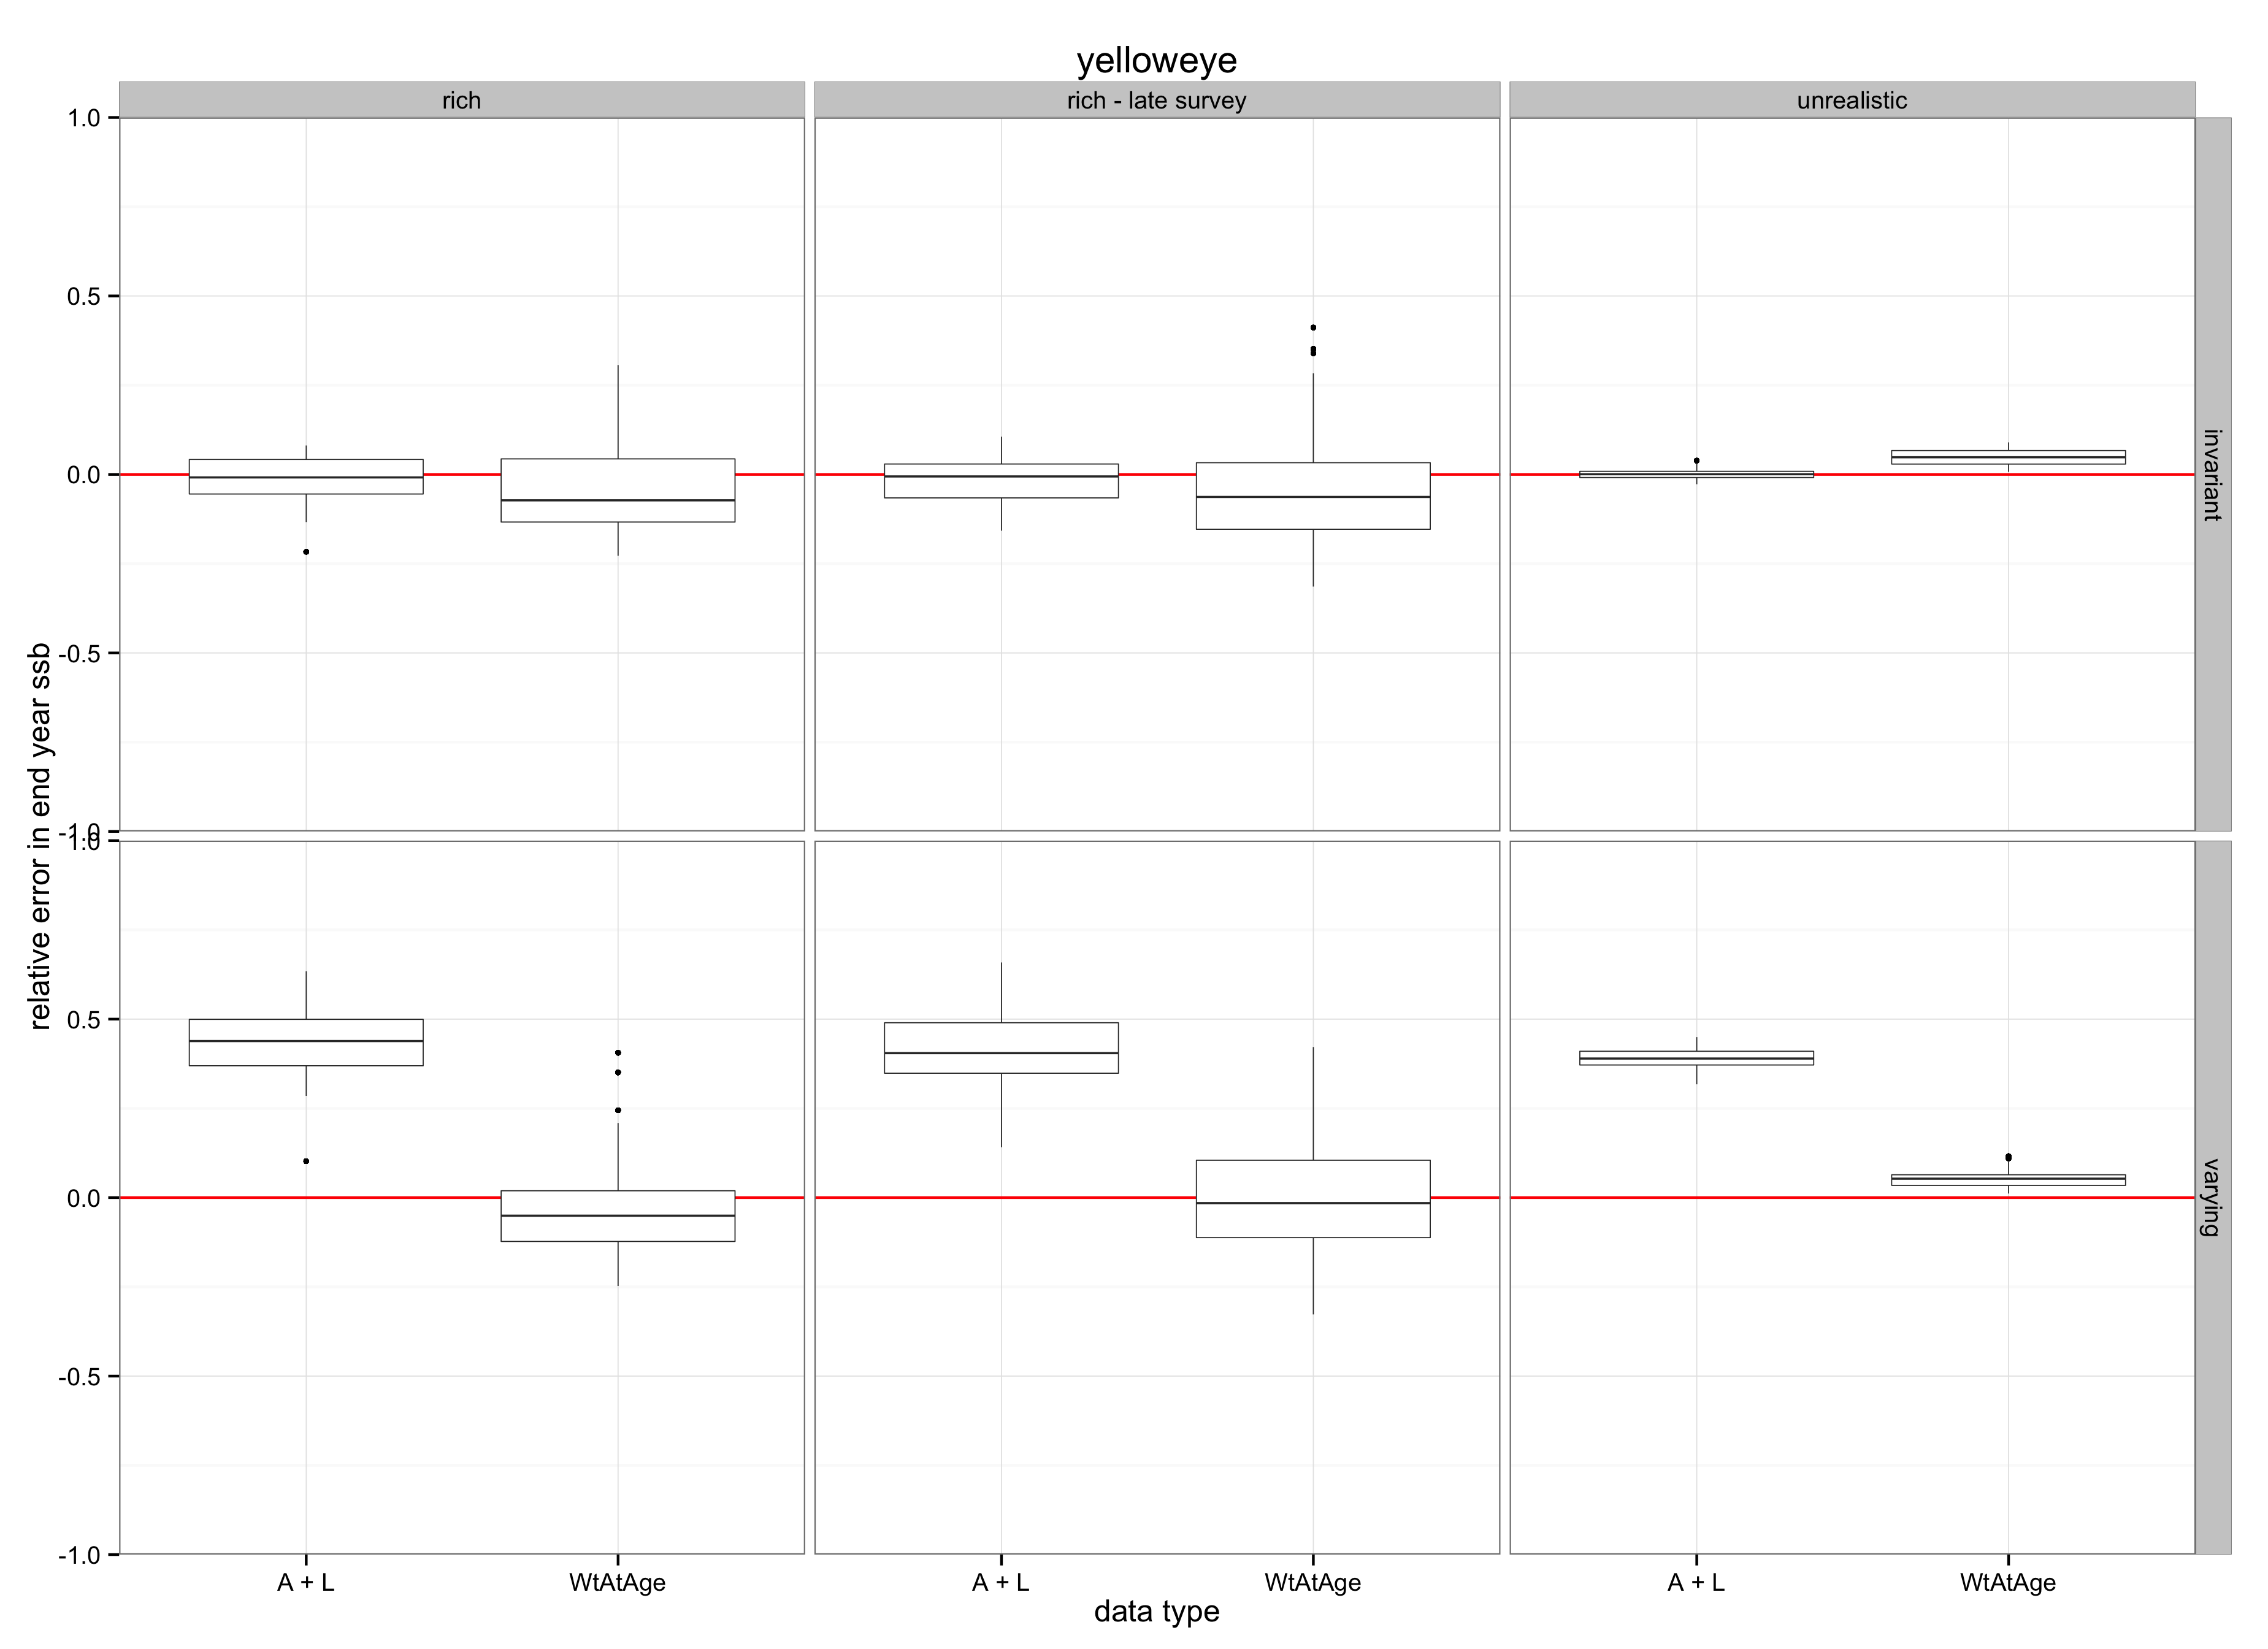 yelloweye
rich
rich - late survey
unrealistic
1.0
0.5
0.0
-0.5
-1.0
invariant
relative error in end year ssb
1.0
0.5
0.0
-0.5
-1.0
varying
A + L
WtAtAge
A + L
WtAtAge
A + L
WtAtAge
data type